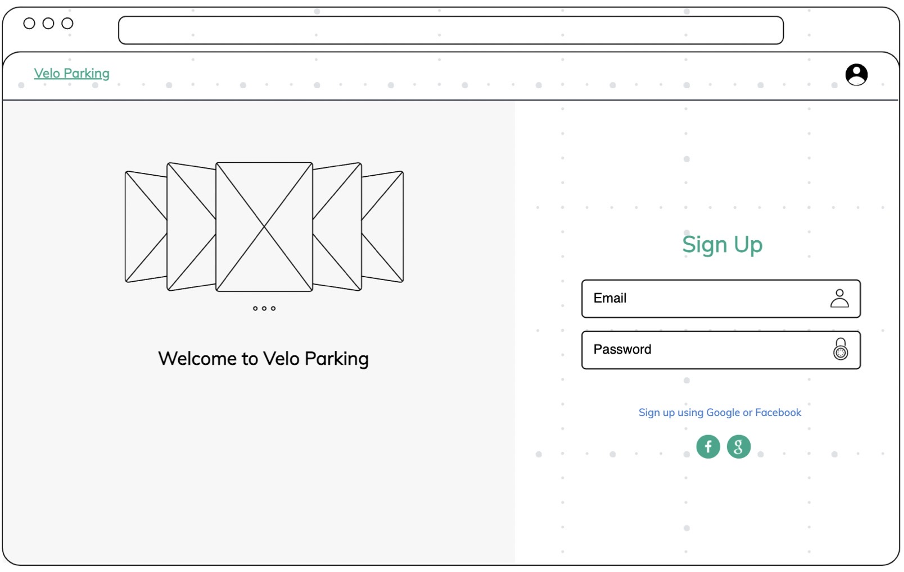 Velo Parking
Welcome to Velo Parking
Sign Up
Email
Password
Sign up using Google or Facebook